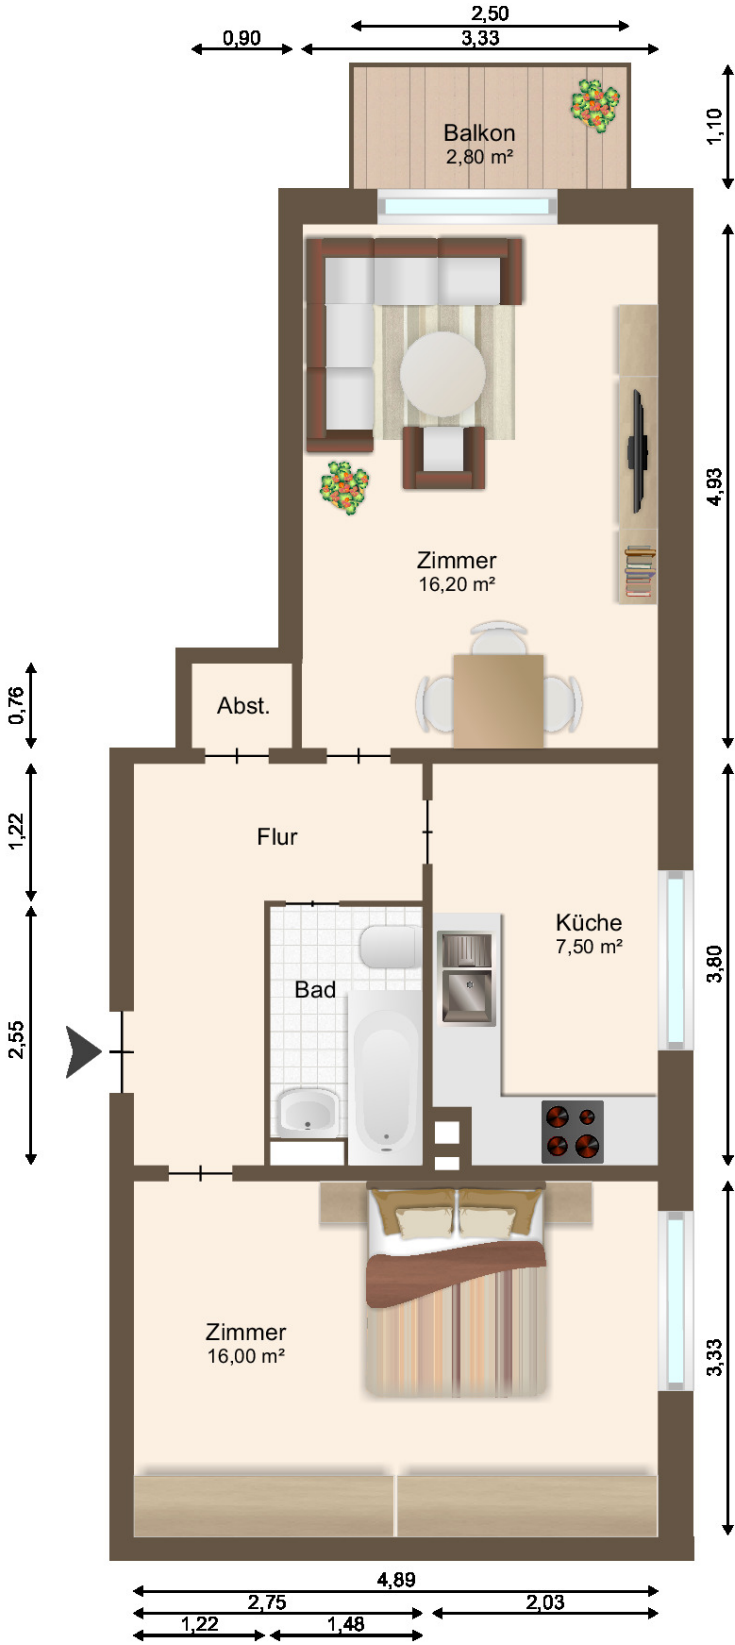 2,50
0,90
3,33
1,10
Balkon
2,80 m²
4,93
Zimmer
16,20 m²
0,76
Abst.
1,22
Flur
Küche
7,50 m²
3,80
Bad
2,55
Zimmer
16,00 m²
3,33
4,89
2,75
2,03
1,22
1,48